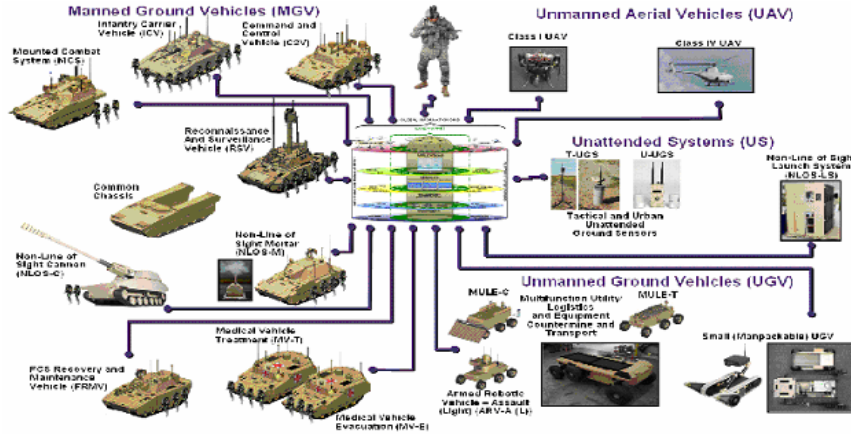 Manned Ground Vehicles (MGV)
Infantry Carrier
Vehicle (ICV)
Command and
Control
Vehicle (C2V)
Mounted Combat
System (MCS)
Reconnaissance
And Surveillance
Vehicle (RSV)
Common
Chassis
Non-Line of
Sight Cannon
(NLOS-C)
Non-Line of
Sight Mortar
(NLOS-M)
Medical Vehicle
Treatment (MV-T)
FCS Recovery and
Maintenance
Vehicle (FRMV)
Medical Vehicle
Evacuation (MV-E)
Unmanned Aerial Vehicles (UAV)
Class I UAV
Class IV UAV
Unattended Systems (US)
T-UGS
U-UGS
Tactical and Urban
Unattended
Ground Sensors
Non-Line of Sight
Launch System
(NLOS-LS)
Unmanned Ground Vehicles (UGV)
MULE-C
Multifunction Utility
Logistics
and Equipment
Countermine and
Transport
MULE-T
Armed Robotic
Vehicle – Assault
(Light) (ARV-A (L))
Small (Manpackable) UGV